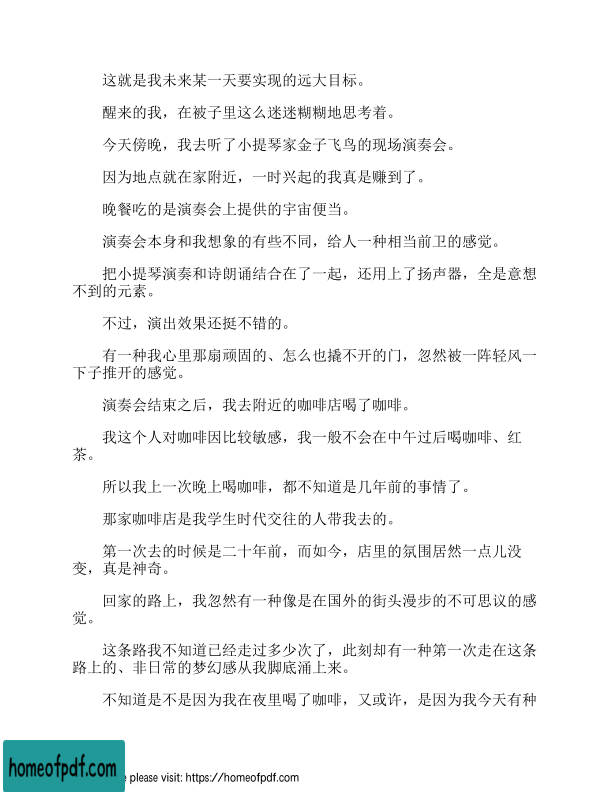 这就是我未来某一天要实现的远大目标。
醒来的我，在被子里这么迷迷糊糊地思考着。
今天傍晚，我去听了小提琴家金子飞鸟的现场演奏会。
因为地点就在家附近，一时兴起的我真是赚到了。
晚餐吃的是演奏会上提供的宇宙便当。
演奏会本身和我想象的有些不同，给人一种相当前卫的感觉。
把小提琴演奏和诗朗诵结合在了一起，还用上了扬声器，全是意想
不到的元素。
不过，演出效果还挺不错的。
有一种我心里那扇顽固的、怎么也撬不开的门，忽然被一阵轻风一
下子推开的感觉。
演奏会结束之后，我去附近的咖啡店喝了咖啡。
我这个人对咖啡因比较敏感，我一般不会在中午过后喝咖啡、红
茶。
所以我上一次晚上喝咖啡，都不知道是几年前的事情了。
那家咖啡店是我学生时代交往的人带我去的。
第一次去的时候是二十年前，而如今，店里的氛围居然一点儿没
变，真是神奇。
回家的路上，我忽然有一种像是在国外的街头漫步的不可思议的感
觉。
这条路我不知道已经走过多少次了，此刻却有一种第一次走在这条
路上的、非日常的梦幻感从我脚底涌上来。
不知道是不是因为我在夜里喝了咖啡，又或许，是因为我今天有种
homeofpdf.com
e please visit: https://homeofpdf.com